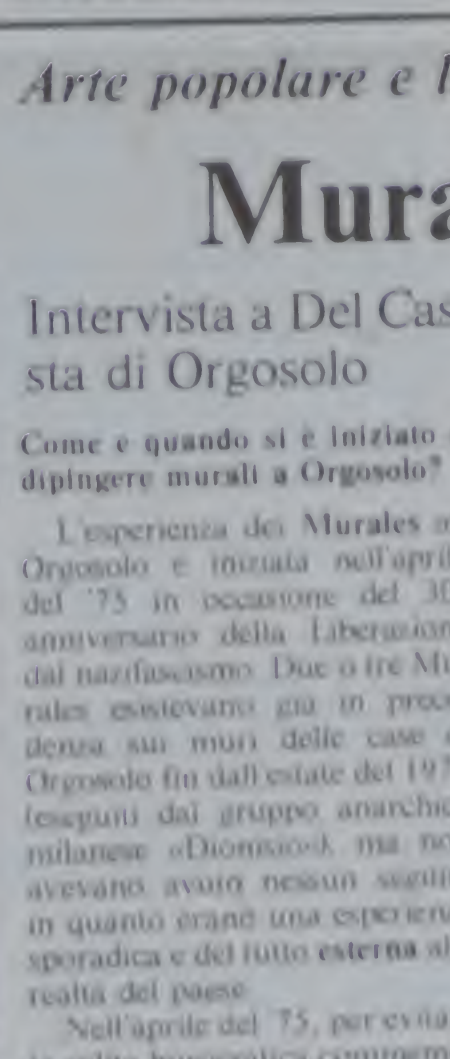 Arte popolare e l
Mura
Intervista a Del Cas
sta di Orgosolo
Come e quando si è iniziato
dipingere murali a Orgosolo?
L'esperienza dei Murales a
Orgosolo è iniziata nell'april
del '75 in occasione del 30
anniversario della Liberazion
dal nazifascismo. Due o tre Mu
rales esistevano già in prece
denza sui muri delle case
Orgosolo fin dall'estate del 197
(eseguiti dal gruppo anarchic
milanese «Dioniso»), ma no
avevano avuto nessun seguit
in quanto erano una esperienz
sporadica e del tutto esterna al
realtà del paese
Nell'aprile del '75, per evita